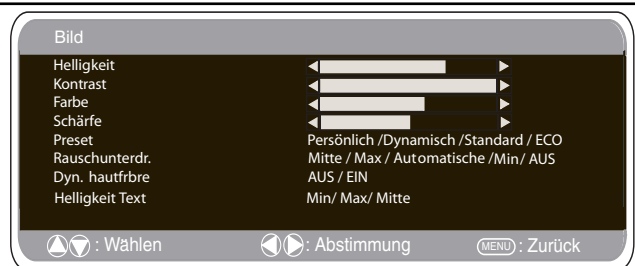 Bild
Helligkeit
Kontrast
Farbe
Schärfe
Preset Persönlich /Dynamisch /Standard / ECO
Rauschunterdr. Mitte / Max / Automatische /Min/ AUS
Dyn. hautfrbre AUS / EIN
Helligkeit Text Min/ Max/ Mitte
: Wählen : Abstimmung MENU : Zurück